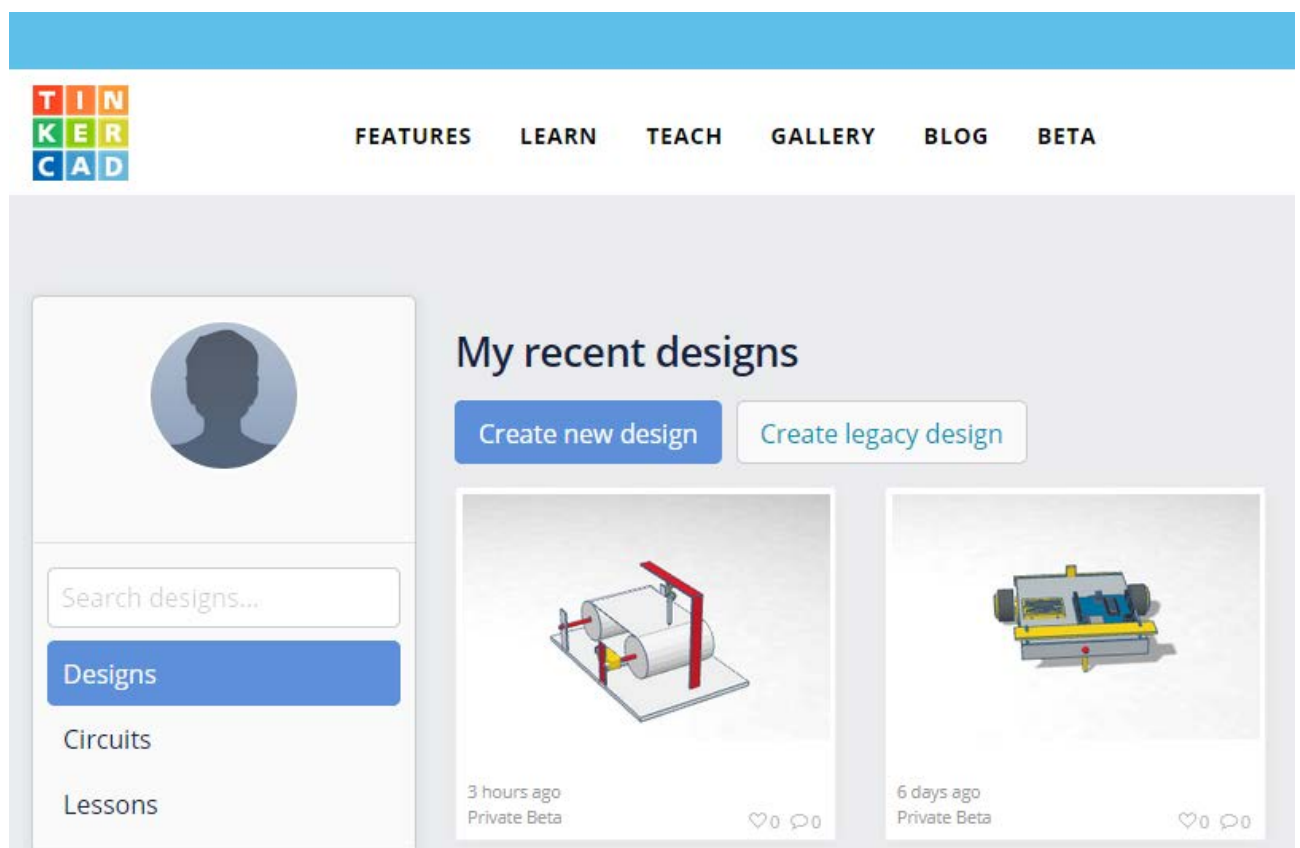 TIN
KER
CAD
FEATURES LEARN TEACH GALLERY BLOG BETA
My recent designs
Create new design Create legacy design
Search designs...
Designs
Circuits
Lessons
3 hours ago
Private Beta 0 0
6 days ago
Private Beta 0 0